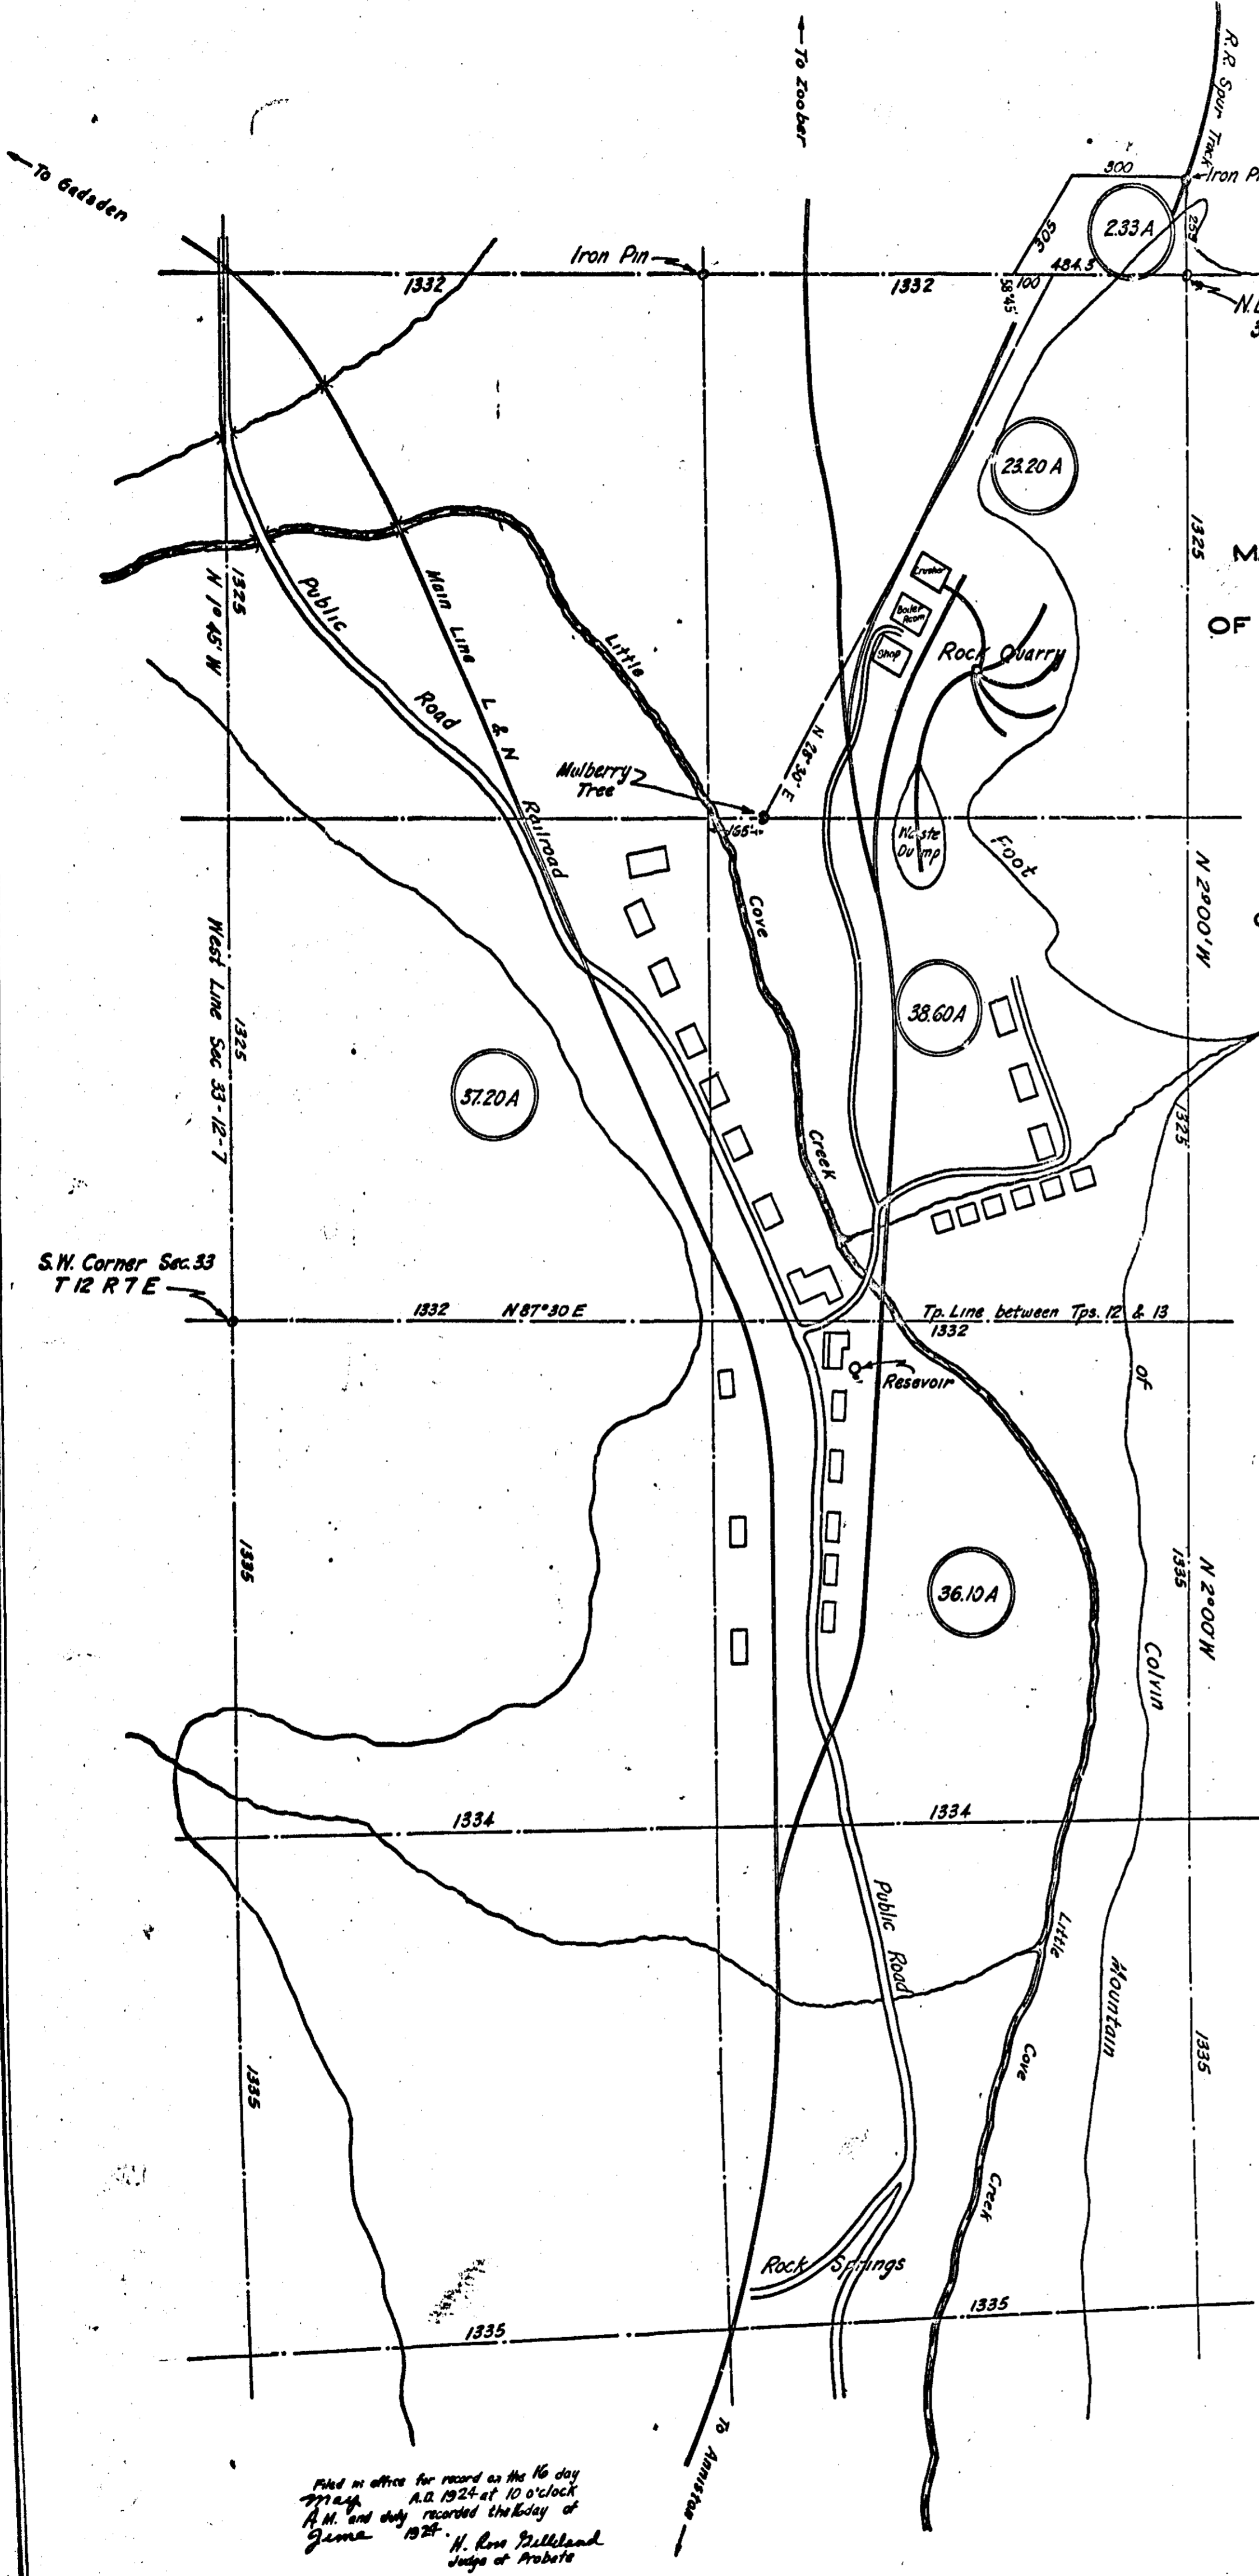 To Zoober
R.R. Spur Track
To Gadsden
300
Iron Pi
2.33 A
255
305
Iron Pin
1332
1332
100
484.3
58°45'
N.E
3
23.20 A
1325
M
OF
Crusher
Boiler
Room
Shop
Rock Quarry
1325
N 1° 45' W
Public
Road
Main Line L & N
Railroad
Little
Cove
Creek
N 28° 30' E
Mulberry
Tree
165
Waste
Dump
Foot
N 2°00' W
West Line Sec 33-12-7
1325
38.60 A
37.20 A
1325
S.W. Corner Sec. 33
T 12 R 7 E
1332 N 87° 30 E
Tp. Line between Tps. 12 & 13
1332
of
Resevoir
1335
1335
N 2°00' W
36.10 A
Colvin
1334
1334
Public Road
Little
Mountain
Cove
Creek
1335
1335
Rock Springs
1335
1335
To Anniston
Filed in office for record on the 16 day
May A.D. 1924 at 10 o'clock
A.M. and duly recorded the 16 day of
June 1924.
H. Ross Gilleland
Judge of Probate